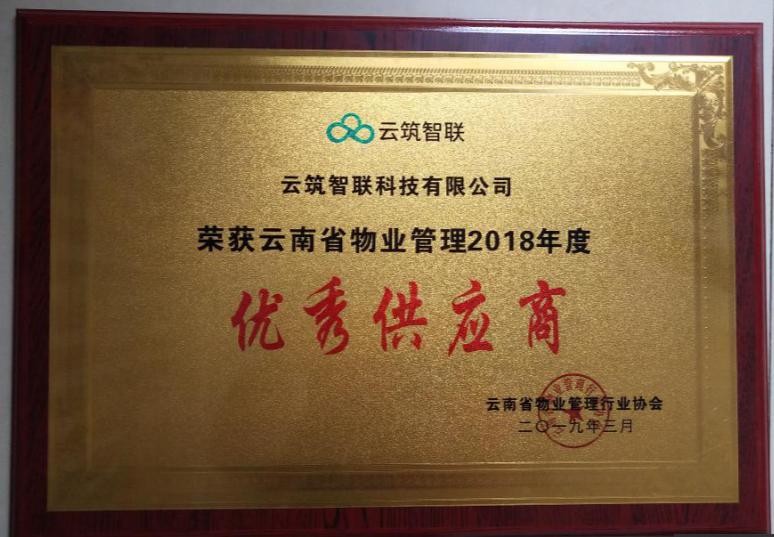 云筑智联
云筑智联科技有限公司
荣获云南省物业管理2018年度
优秀供应商
云南省物业管理行业协会
二〇一九年三月